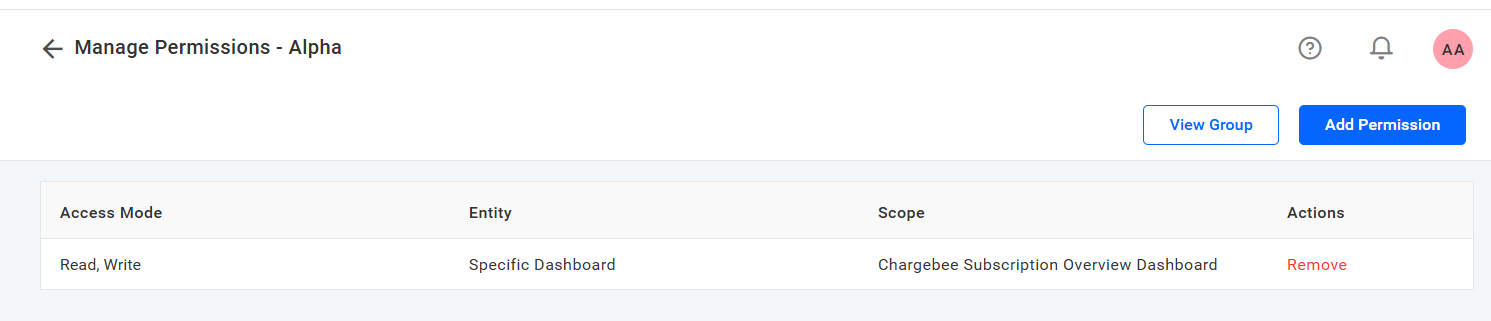 Manage Permissions - Alpha
AA
View Group
Add Permission
Access Mode Entity Scope Actions
Read, Write Specific Dashboard Chargebee Subscription Overview Dashboard Remove